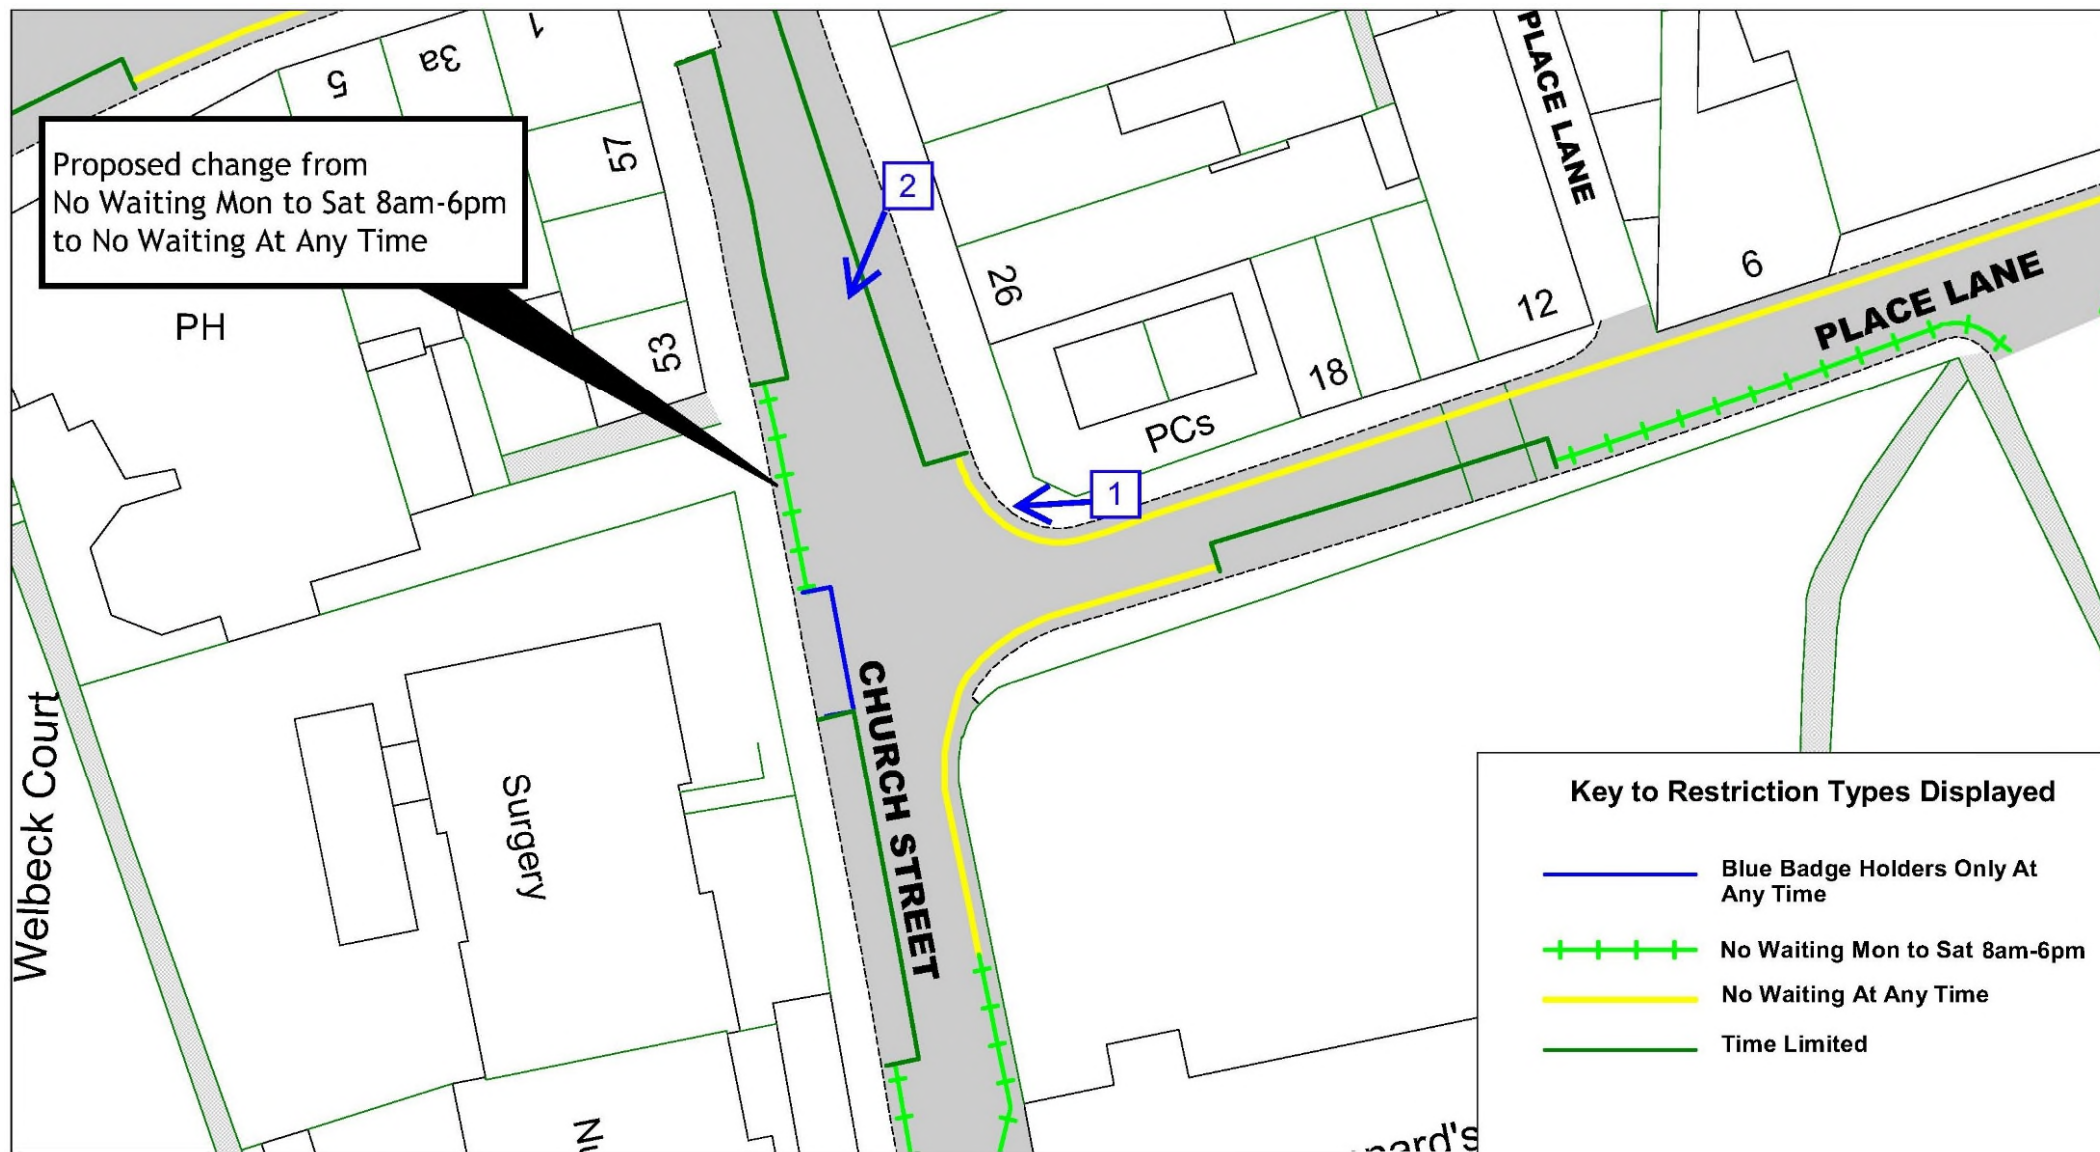 1
3a
5
PLACE LANE
57
Proposed change from
No Waiting Mon to Sat 8am-6pm
to No Waiting At Any Time
2
26
6
12
PLACE LANE
PH
53
18
PCs
1
CHURCH STREET
Welbeck Court
Surgery
Key to Restriction Types Displayed
Blue Badge Holders Only At
Any Time
No Waiting Mon to Sat 8am-6pm
No Waiting At Any Time
Time Limited